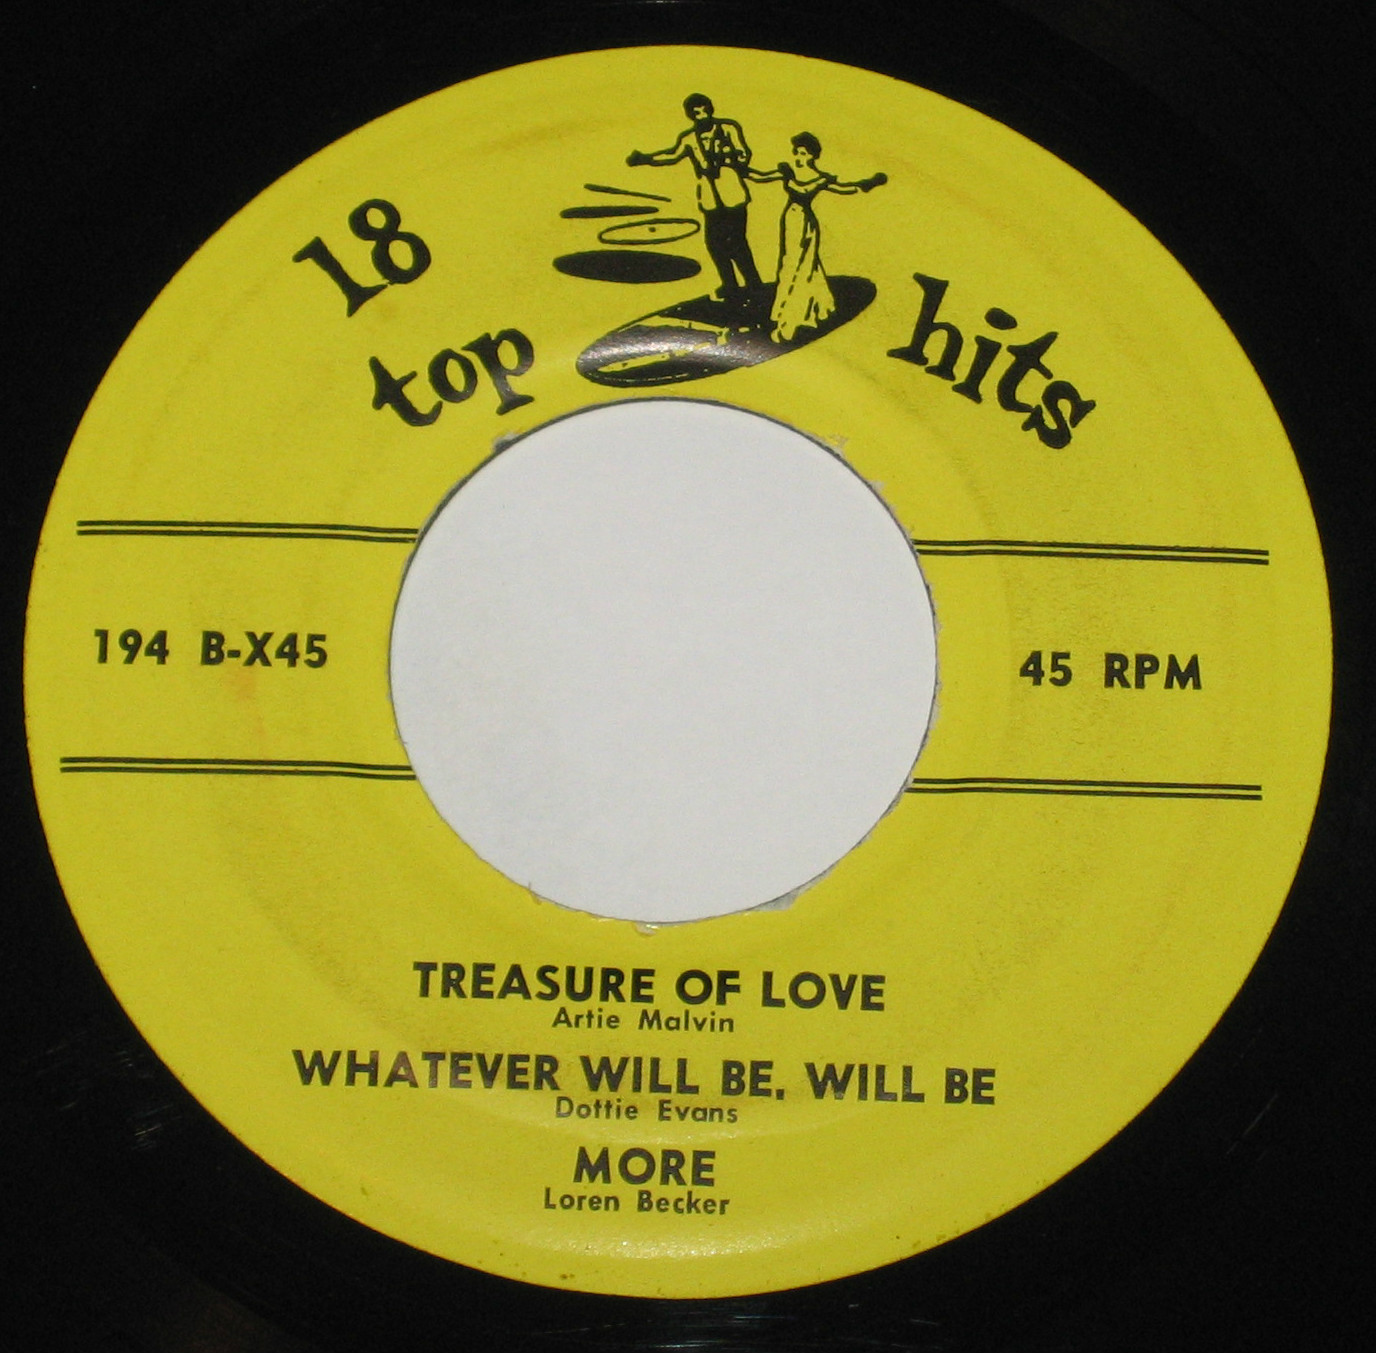 18
top hits
194 B-X45 45 RPM
TREASURE OF LOVE
Artie Malvin
WHATEVER WILL BE, WILL BE
Dottie Evans
MORE
Loren Becker